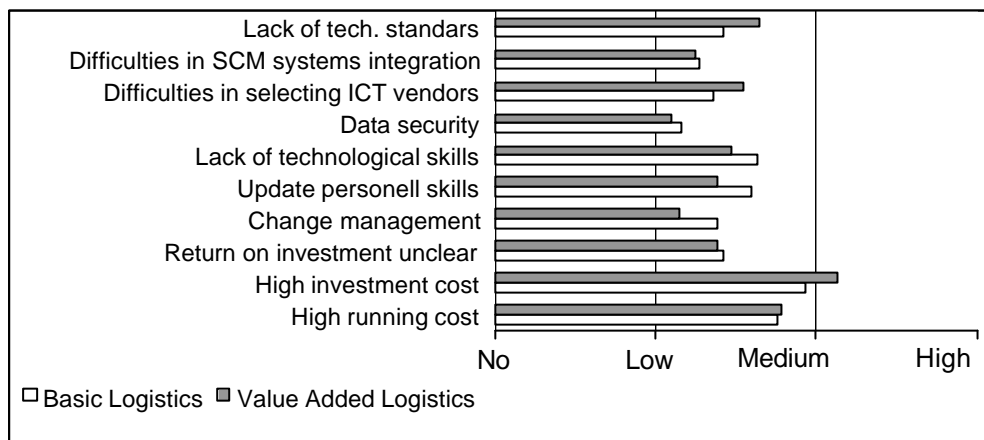 Lack of tech. standars
Difficulties in SCM systems integration
Difficulties in selecting ICT vendors
Data security
Lack of technological skills
Update personell skills
Change management
Return on investment unclear
High investment cost
High running cost
No Low Medium High
Basic Logistics Value Added Logistics